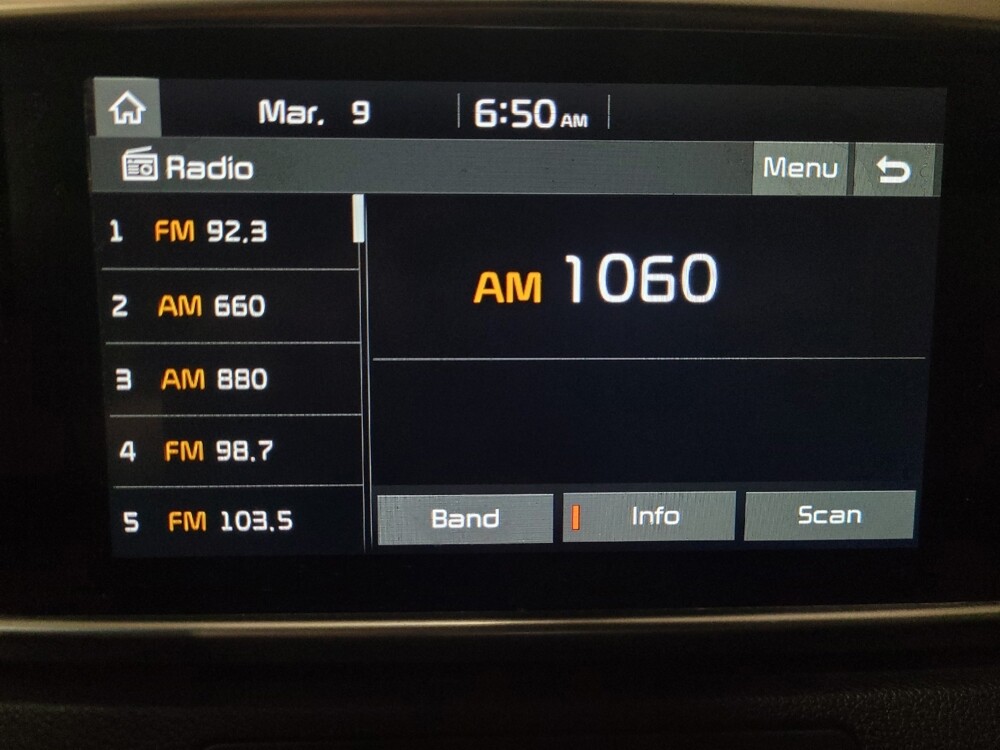 Mar. 9 6:50 AM
Radio Menu
1 FM 92.3
2 AM 660
3 AM 880
4 FM 98.7
5 FM 103.5
AM 1060
Band Info Scan